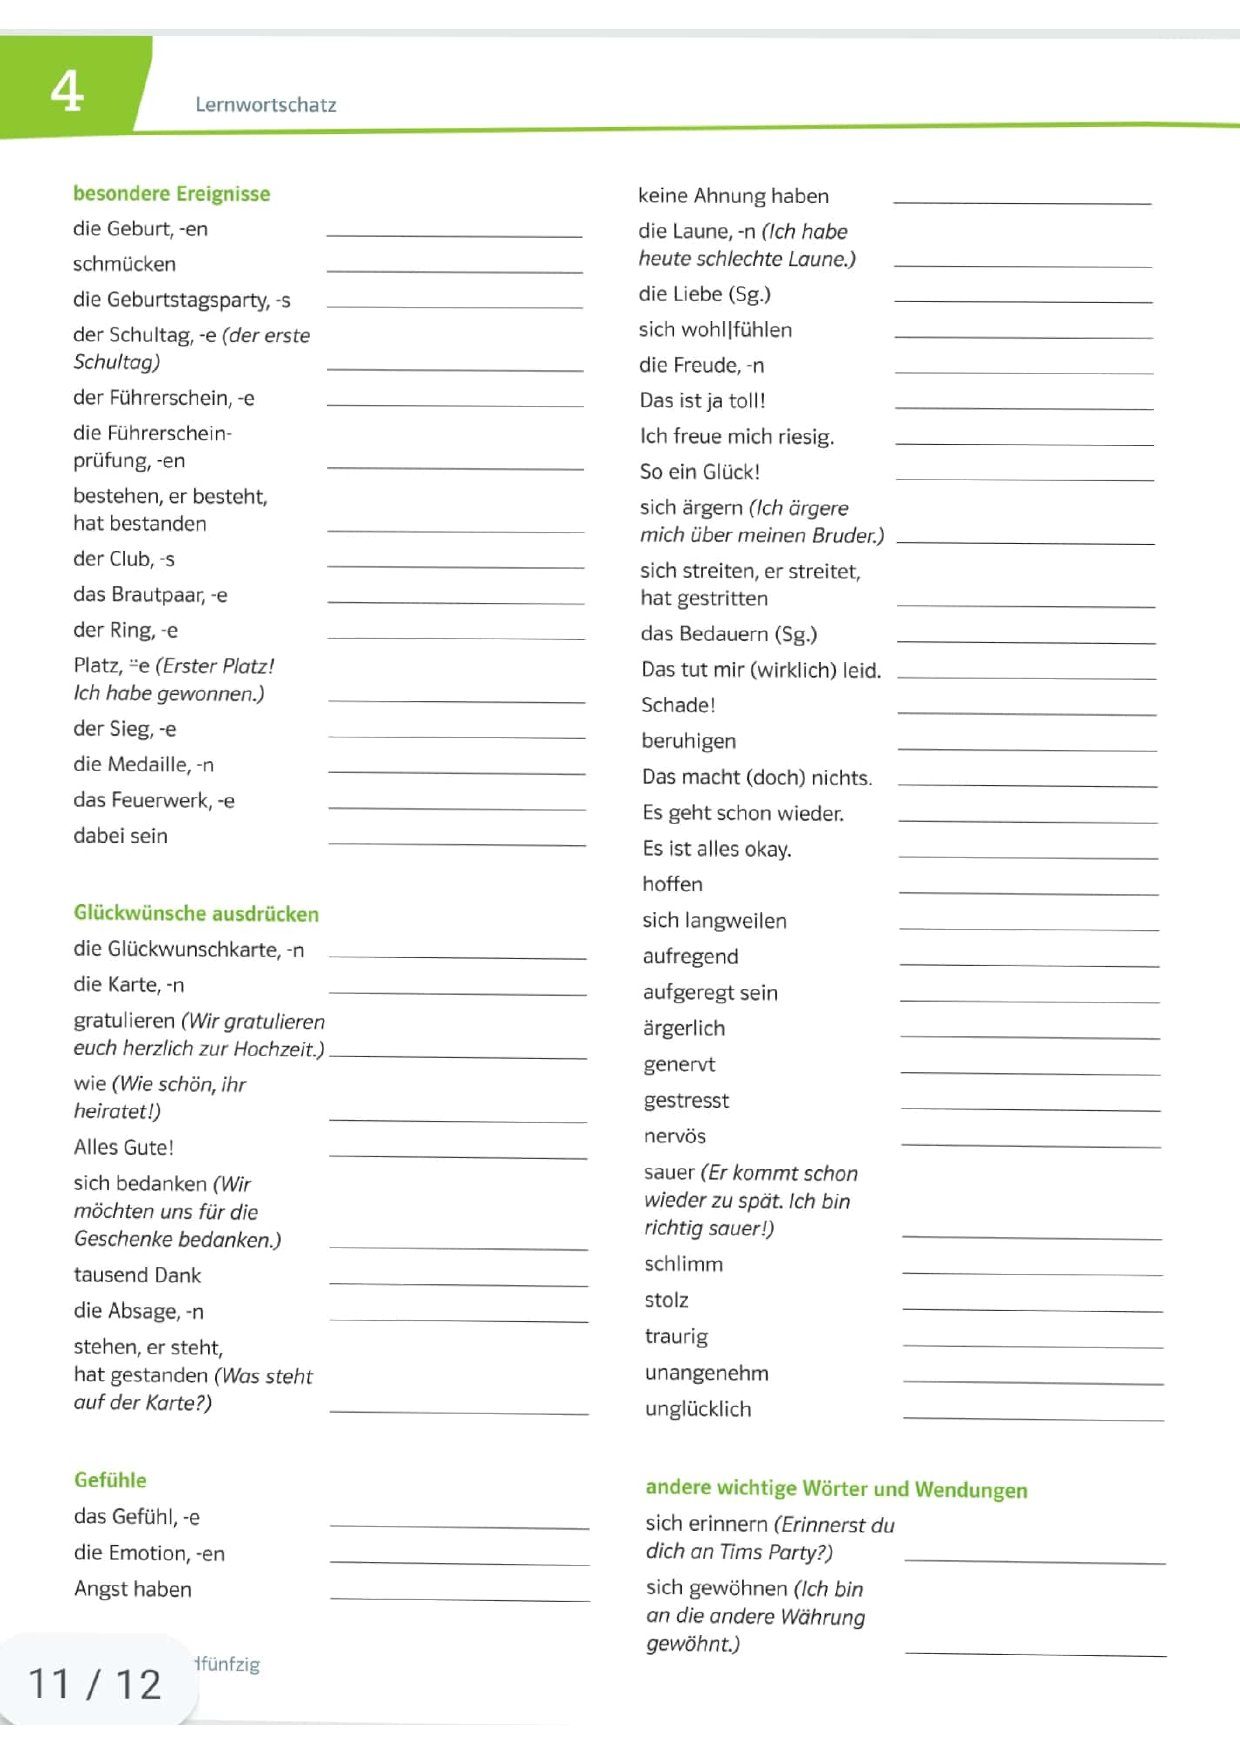 4
Lernwortschatz
besondere Ereignisse
die Geburt, -en
schmücken
die Geburtstagsparty, -s
der Schultag, -e (der erste
Schultag)
der Führerschein, -e
die Führerschein-
prüfung, -en
bestehen, er besteht,
hat bestanden
der Club, -s
das Brautpaar, -e
der Ring, -e
Platz, ⸚e (Erster Platz!
Ich habe gewonnen.)
der Sieg, -e
die Medaille, -n
das Feuerwerk, -e
dabei sein
Glückwünsche ausdrücken
die Glückwunschkarte, -n
die Karte, -n
gratulieren (Wir gratulieren
euch herzlich zur Hochzeit.)
wie (Wie schön, ihr
heiratet!)
Alles Gute!
sich bedanken (Wir
möchten uns für die
Geschenke bedanken.)
tausend Dank
die Absage, -n
stehen, er steht,
hat gestanden (Was steht
auf der Karte?)
Gefühle
das Gefühl, -e
die Emotion, -en
Angst haben
keine Ahnung haben
die Laune, -n (Ich habe
heute schlechte Laune.)
die Liebe (Sg.)
sich wohl|fühlen
die Freude, -n
Das ist ja toll!
Ich freue mich riesig.
So ein Glück!
sich ärgern (Ich ärgere
mich über meinen Bruder.)
sich streiten, er streitet,
hat gestritten
das Bedauern (Sg.)
Das tut mir (wirklich) leid.
Schade!
beruhigen
Das macht (doch) nichts.
Es geht schon wieder.
Es ist alles okay.
hoffen
sich langweilen
aufregend
aufgeregt sein
ärgerlich
genervt
gestresst
nervös
sauer (Er kommt schon
wieder zu spät. Ich bin
richtig sauer!)
schlimm
stolz
traurig
unangenehm
unglücklich
andere wichtige Wörter und Wendungen
sich erinnern (Erinnerst du
dich an Tims Party?)
sich gewöhnen (Ich bin
an die andere Währung
gewöhnt.)
dfünfzig
11 / 12